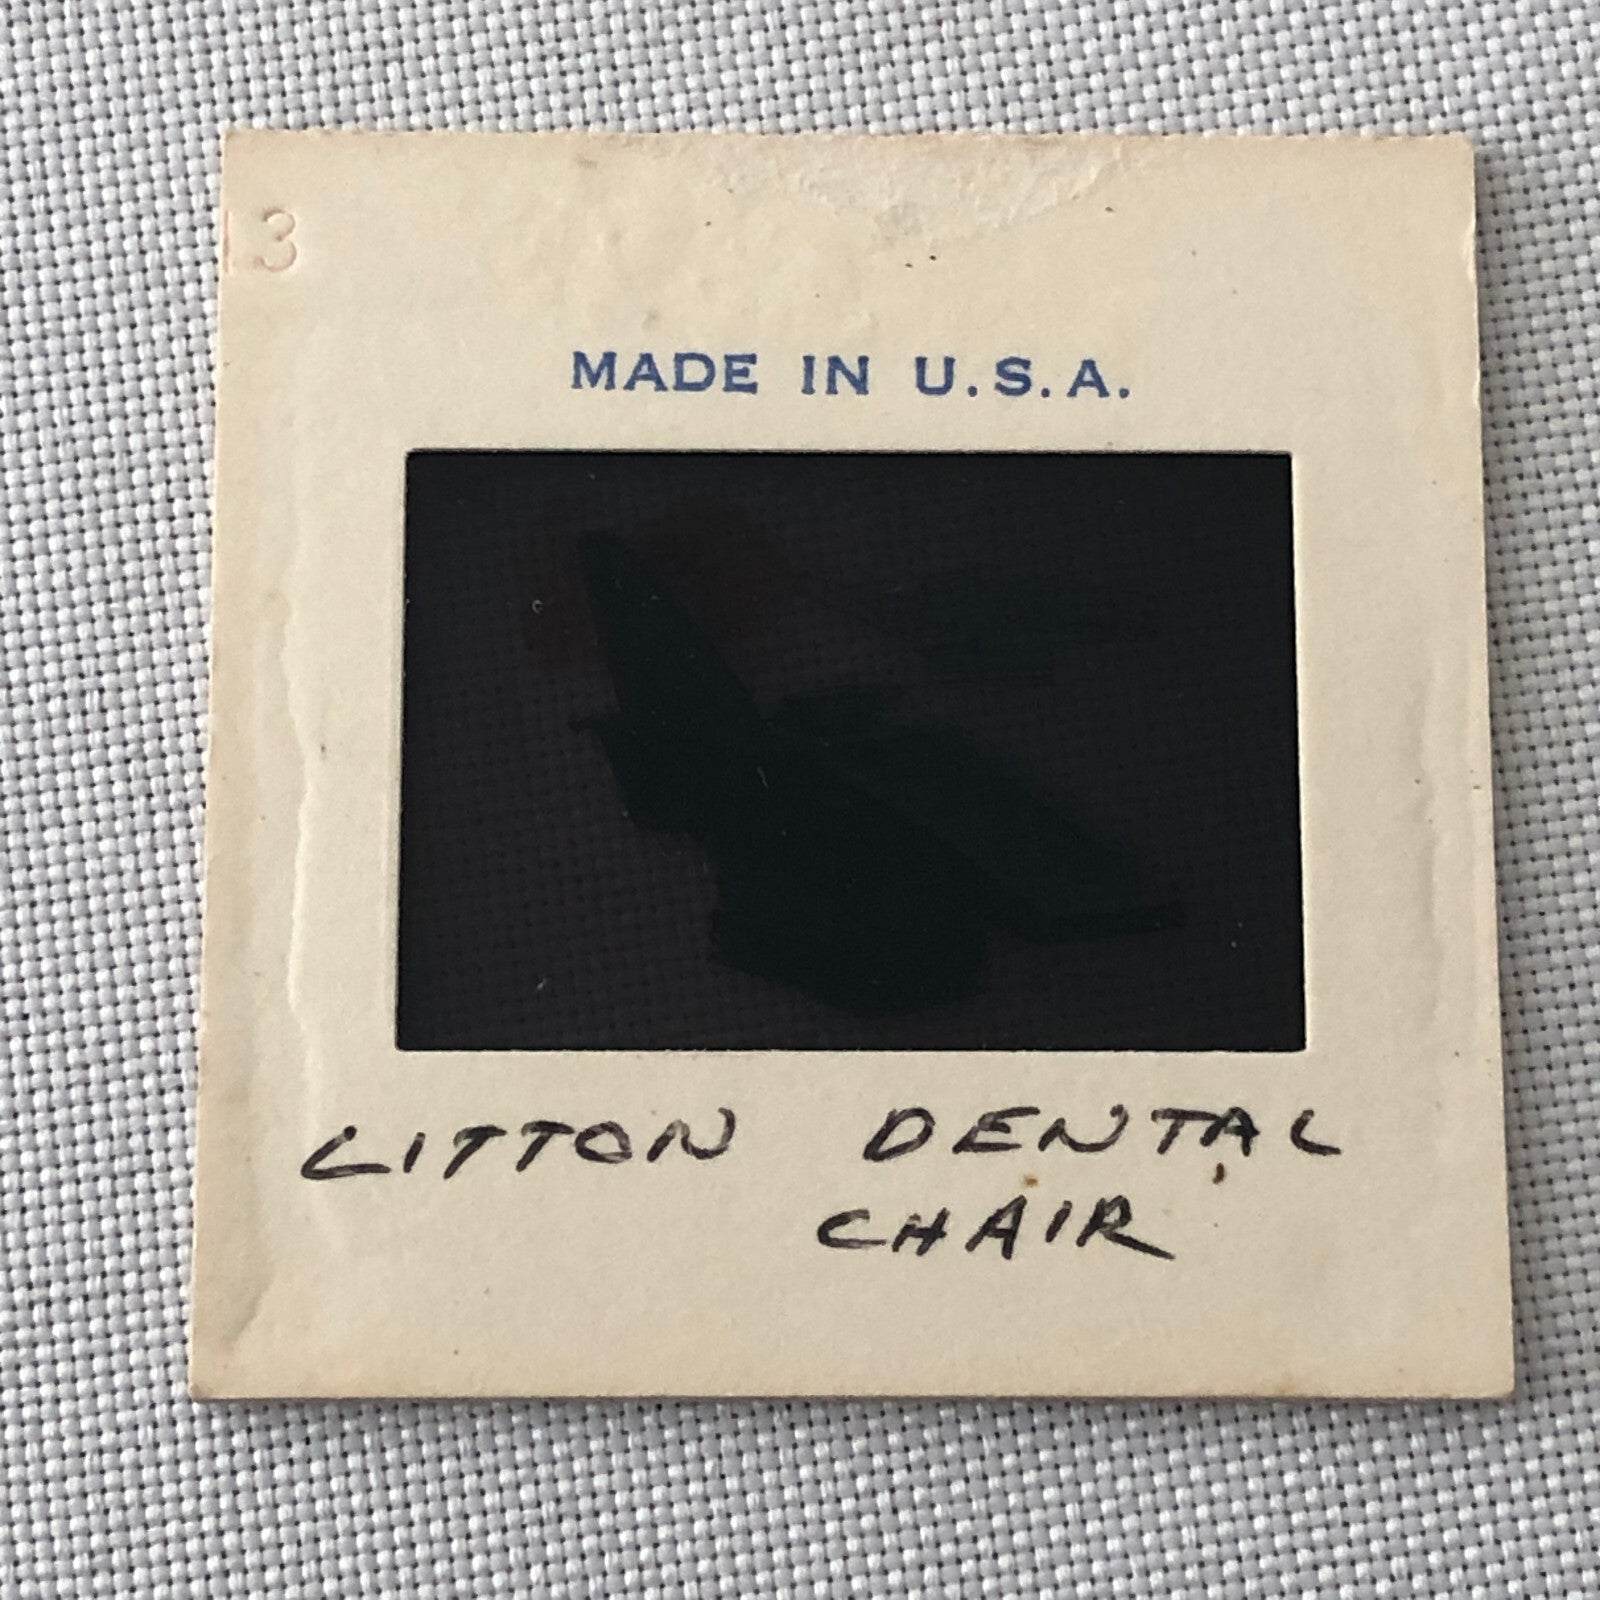 13
MADE IN U.S.A.
LITTON DENTAL
CHAIR